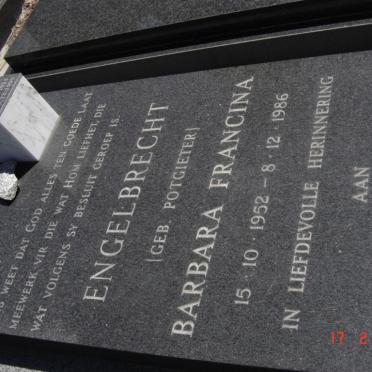 WEET DAT GOD ALLES TEN GOEDE LAAT
MEEWERK VIR DIE WAT HOM LIEFHET, DIE
WAT VOLGENS SY BESLUIT GEROEP IS.
ENGELBRECHT
(GEB. POTGIETER)
BARBARA FRANCINA
15 · 10 · 1952 – 8 · 12 · 1986
IN LIEFDEVOLLE HERINNERING
AAN
17 2